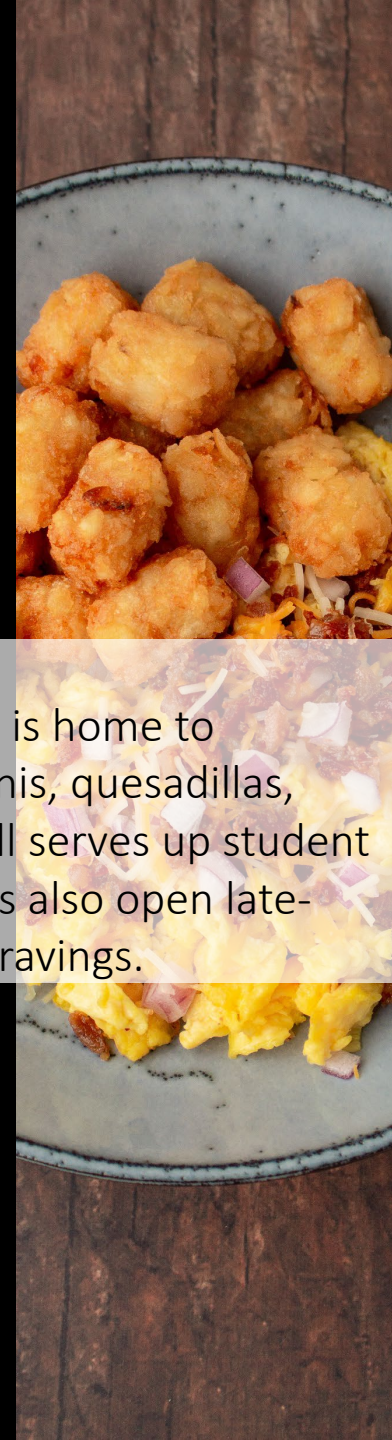 is home to
nis, quesadillas,
ll serves up student
s also open late-
ravings.